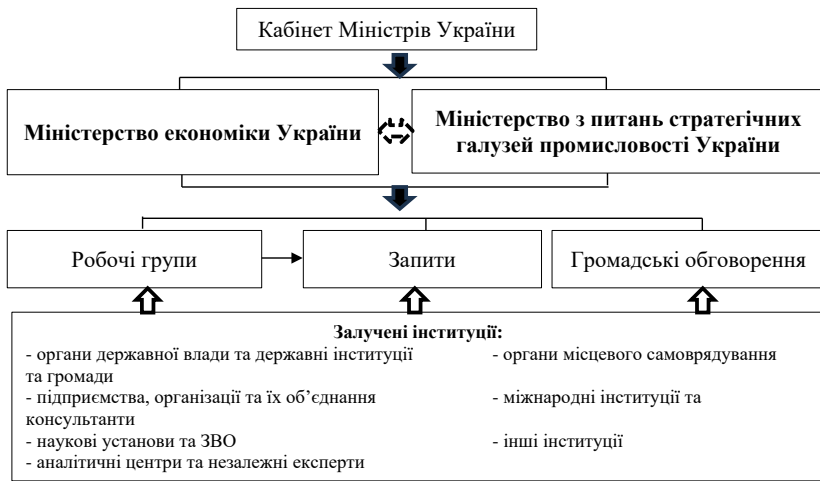 Кабінет Міністрів України
Міністерство економіки України
Міністерство з питань стратегічних
галузей промисловості України
Робочі групи
Запити
Громадські обговорення
Залучені інституції:
- органи державної влади та державні інституції - органи місцевого самоврядування
та громади
- підприємства, організації та їх об’єднання - міжнародні інституції та
консультанти
- наукові установи та ЗВО - інші інституції
- аналітичні центри та незалежні експерти